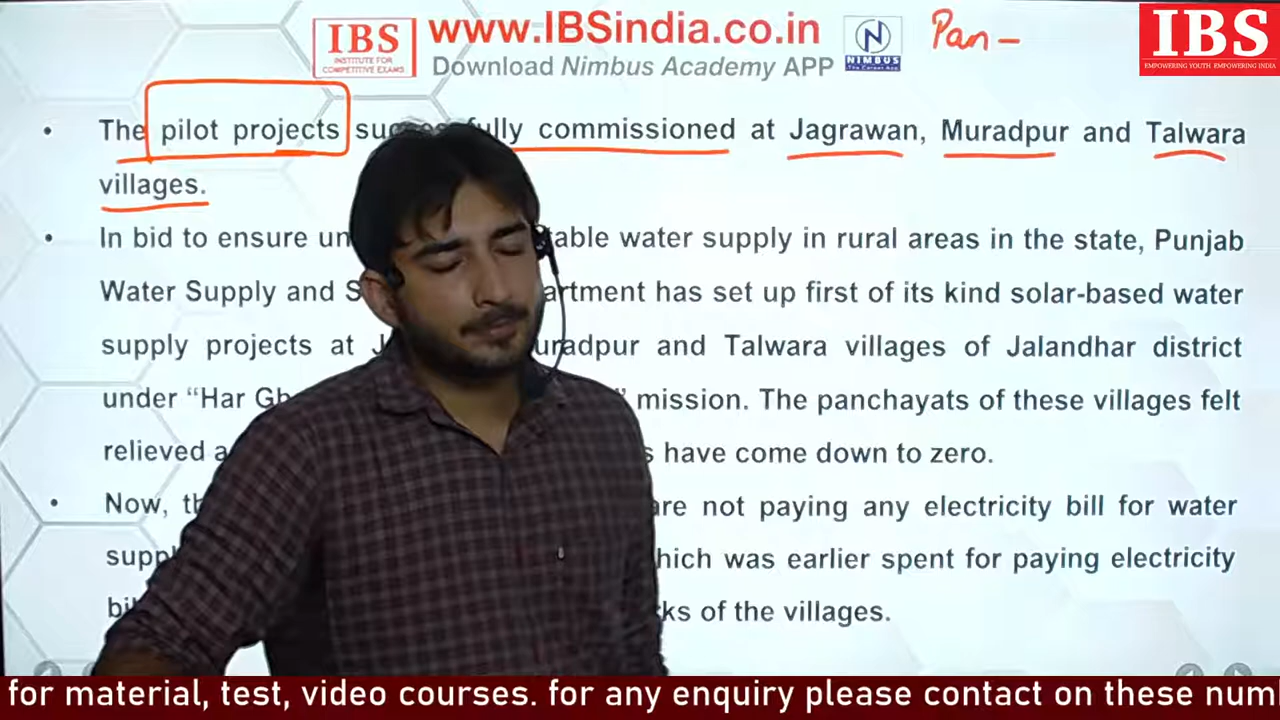 IBS
INSTITUTE FOR
COMPETITIVE EXAMS
www.IBSindia.co.in
Download Nimbus Academy APP
N
NIMBUS
Pan –
IBS
EMPOWERING YOUTH EMPOWERING INDIA
• The pilot projects successfully commissioned at Jagrawan, Muradpur and Talwara
villages.
• In bid to ensure un table water supply in rural areas in the state, Punjab
Water Supply and S artment has set up first of its kind solar-based water
supply projects at J uradpur and Talwara villages of Jalandhar district
under “Har Gh ” mission. The panchayats of these villages felt
relieved a s have come down to zero.
• Now, th are not paying any electricity bill for water
supp hich was earlier spent for paying electricity
bil ks of the villages.
for material, test, video courses. for any enquiry please contact on these num